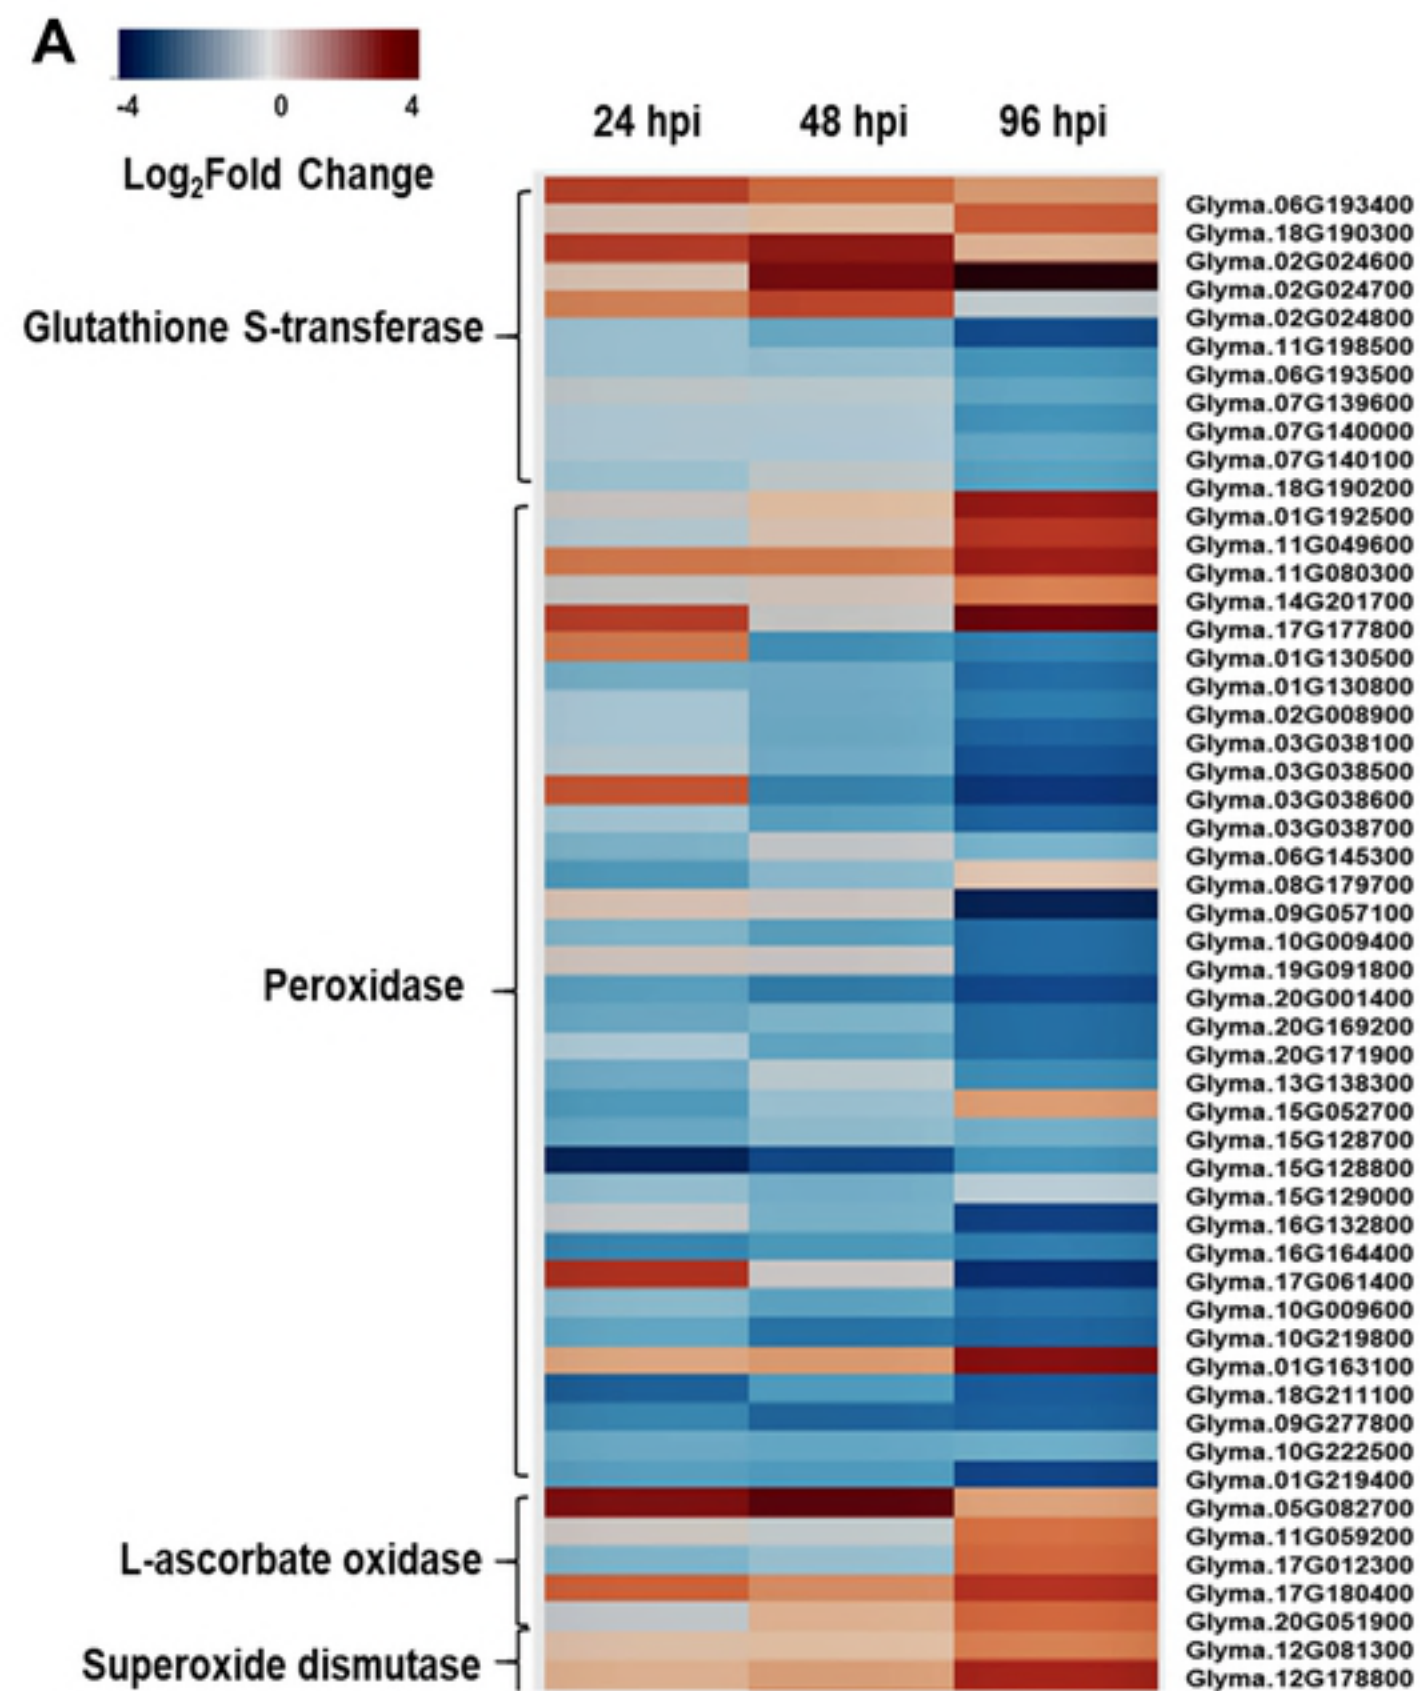 A
-4 0 4
Log₂Fold Change
24 hpi 48 hpi 96 hpi
Glutathione S-transferase
Peroxidase
L-ascorbate oxidase
Superoxide dismutase
Glyma.06G193400
Glyma.18G190300
Glyma.02G024600
Glyma.02G024700
Glyma.02G024800
Glyma.11G198500
Glyma.06G193500
Glyma.07G139600
Glyma.07G140000
Glyma.07G140100
Glyma.18G190200
Glyma.01G192500
Glyma.11G049600
Glyma.11G080300
Glyma.14G201700
Glyma.17G177800
Glyma.01G130500
Glyma.01G130800
Glyma.02G008900
Glyma.03G038100
Glyma.03G038500
Glyma.03G038600
Glyma.03G038700
Glyma.06G145300
Glyma.08G179700
Glyma.09G057100
Glyma.10G009400
Glyma.19G091800
Glyma.20G001400
Glyma.20G169200
Glyma.20G171900
Glyma.13G138300
Glyma.15G052700
Glyma.15G128700
Glyma.15G128800
Glyma.15G129000
Glyma.16G132800
Glyma.16G164400
Glyma.17G061400
Glyma.10G009600
Glyma.10G219800
Glyma.01G163100
Glyma.18G211100
Glyma.09G277800
Glyma.10G222500
Glyma.01G219400
Glyma.05G082700
Glyma.11G059200
Glyma.17G012300
Glyma.17G180400
Glyma.20G051900
Glyma.12G081300
Glyma.12G178800